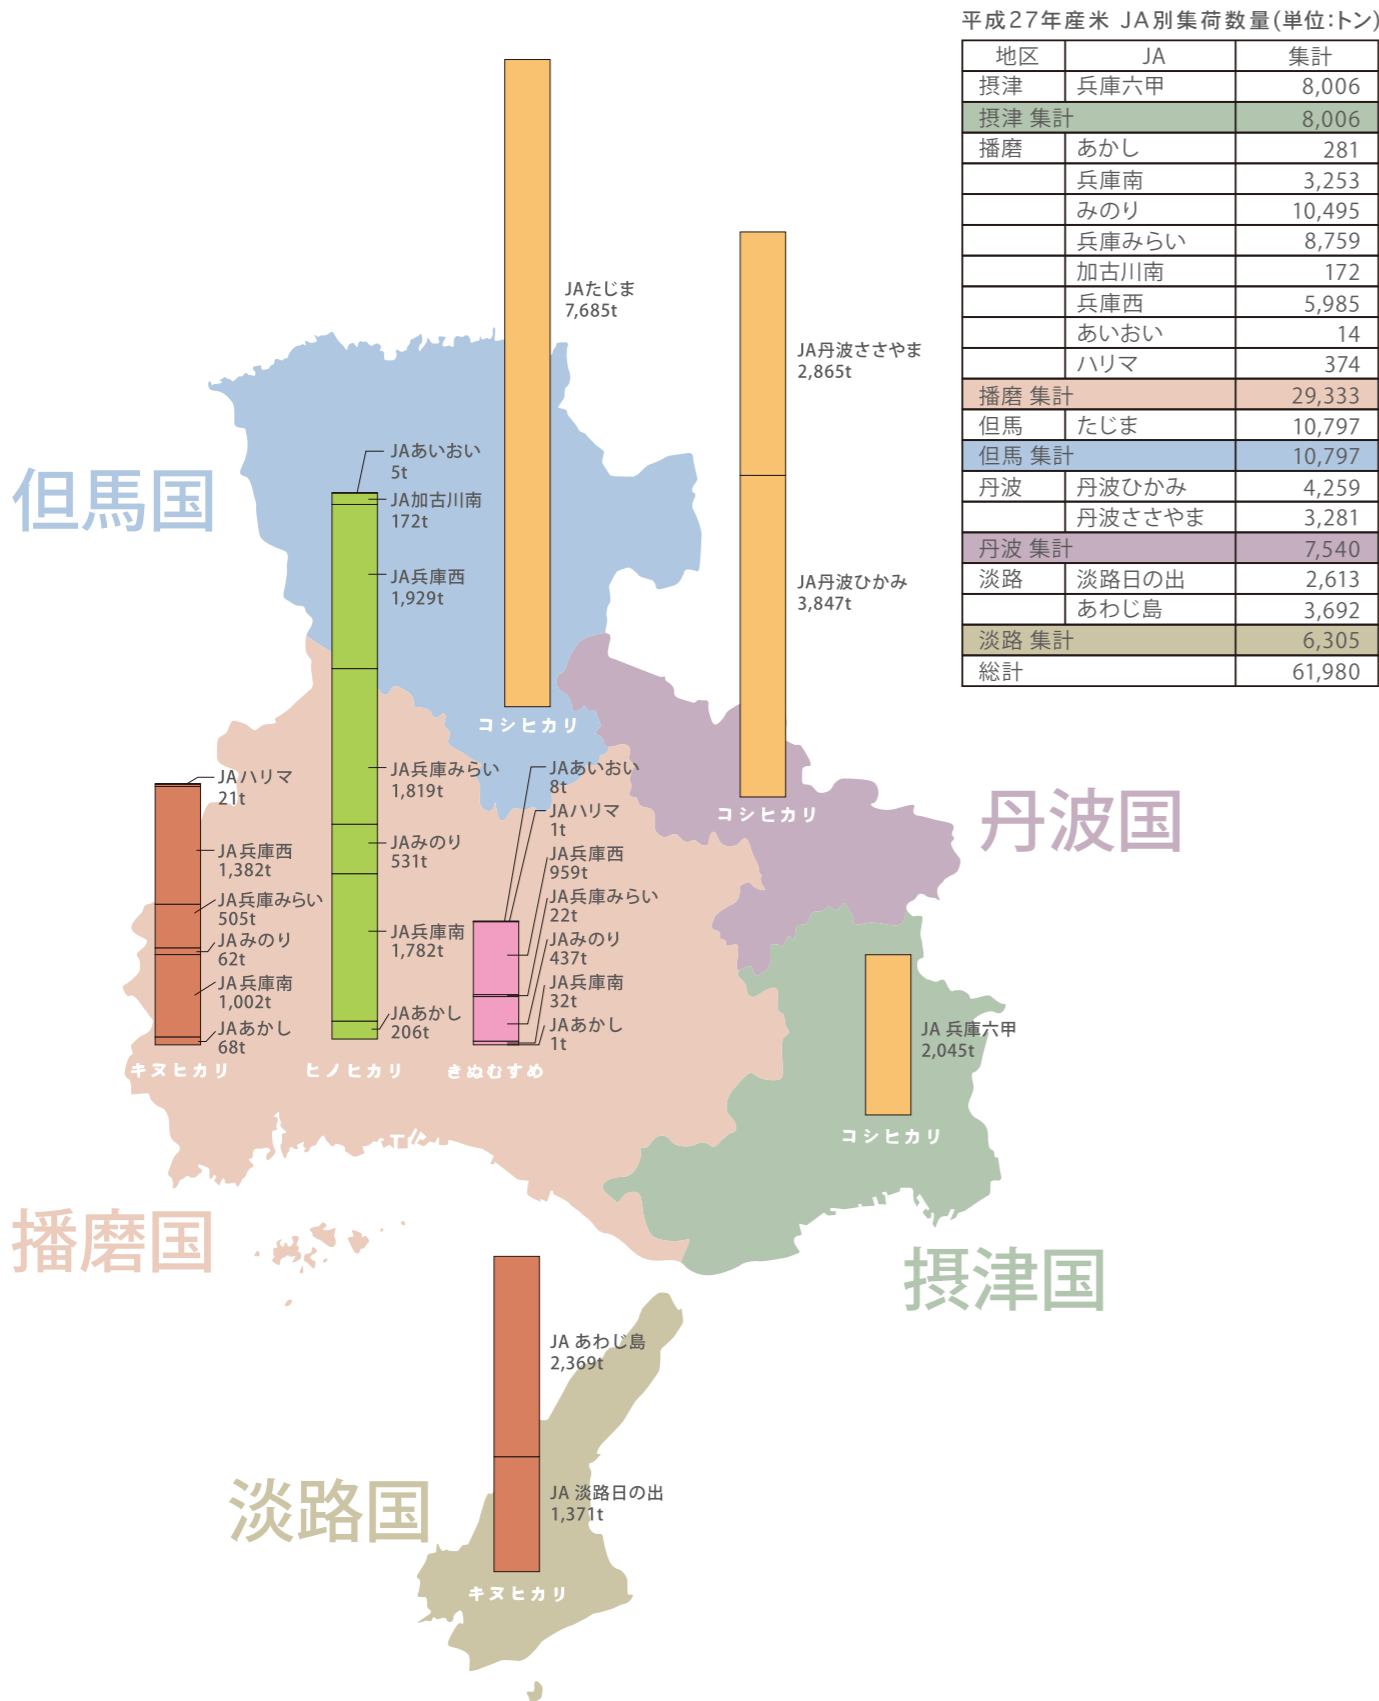 平成27年産米 JA別集荷数量(単位:トン)
地区 JA 集計
摂津 兵庫六甲 8,006
摂津 集計 8,006
播磨 あかし 281
兵庫南 3,253
みのり 10,495
兵庫みらい 8,759
加古川南 172
兵庫西 5,985
あいおい 14
ハリマ 374
播磨 集計 29,333
但馬 たじま 10,797
但馬 集計 10,797
丹波 丹波ひかみ 4,259
丹波ささやま 3,281
丹波 集計 7,540
淡路 淡路日の出 2,613
あわじ島 3,692
淡路 集計 6,305
総計 61,980
但馬国
JAたじま
7,685t
コシヒカリ
JA丹波ささやま
2,865t
JA丹波ひかみ
3,847t
コシヒカリ
丹波国
JAあいおい
5t
JA加古川南
172t
JA兵庫西
1,929t
JA兵庫みらい
1,819t
JAみのり
531t
JA兵庫南
1,782t
JAあかし
206t
ヒノヒカリ
JAハリマ
21t
JA兵庫西
1,382t
JA兵庫みらい
505t
JAみのり
62t
JA兵庫南
1,002t
JAあかし
68t
キヌヒカリ
JAあいおい
8t
JAハリマ
1t
JA兵庫西
959t
JA兵庫みらい
22t
JAみのり
437t
JA兵庫南
32t
JAあかし
1t
きぬむすめ
播磨国
JA 兵庫六甲
2,045t
コシヒカリ
摂津国
JA あわじ島
2,369t
JA 淡路日の出
1,371t
キヌヒカリ
淡路国